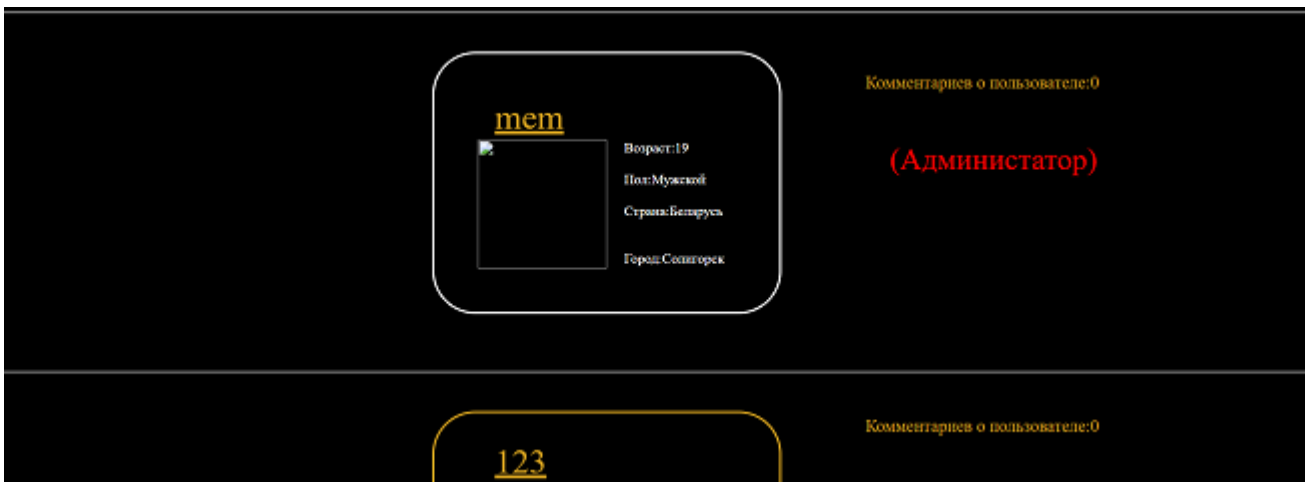 Комментариев о пользователе:0
mem
(Администатор)
Возраст:19
Пол:Мужской
Страна:Беларусь
Город:Солигорск
Комментариев о пользователе:0
123